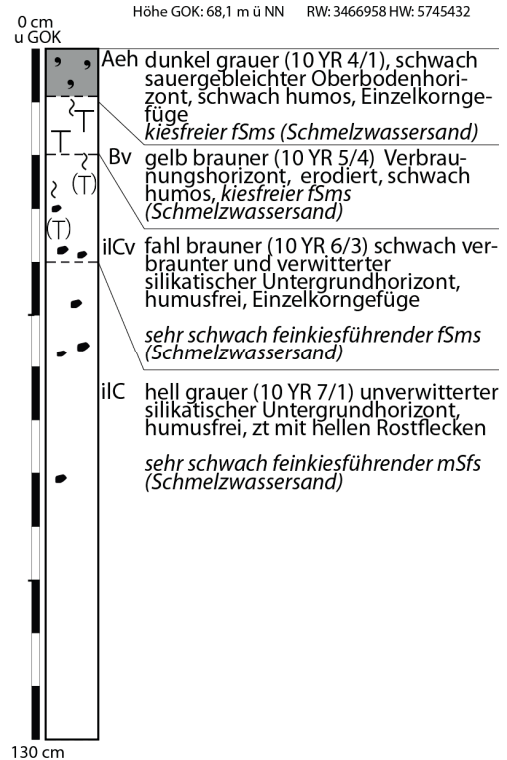 Höhe GOK: 68,1 m ü NN RW: 3466958 HW: 5745432
0 cm
u GOK
Aeh dunkel grauer (10 YR 4/1), schwach
sauergebleichter Oberbodenhori-
zont, schwach humos, Einzelkornge-
füge
kiesfreier fSms (Schmelzwassersand)
T
T
Bv gelb brauner (10 YR 5/4) Verbrau-
nungshorizont, erodiert, schwach
humos, kiesfreier fSms
(Schmelzwassersand)
(T)
(T)
ilCv fahl brauner (10 YR 6/3) schwach ver-
braunter und verwitterter
silikatischer Untergrundhorizont,
humusfrei, Einzelkorngefüge
sehr schwach feinkiesführender fSms
(Schmelzwassersand)
ilC hell grauer (10 YR 7/1) unverwitterter
silikatischer Untergrundhorizont,
humusfrei, zt mit hellen Rostflecken
sehr schwach feinkiesführender mSfs
(Schmelzwassersand)
130 cm